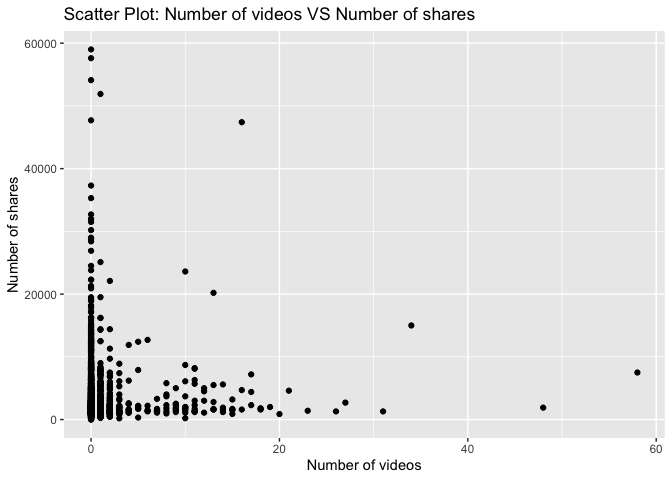 Scatter Plot: Number of videos VS Number of shares
60000
40000
20000
0
Number of shares
0 20 40 60
Number of videos